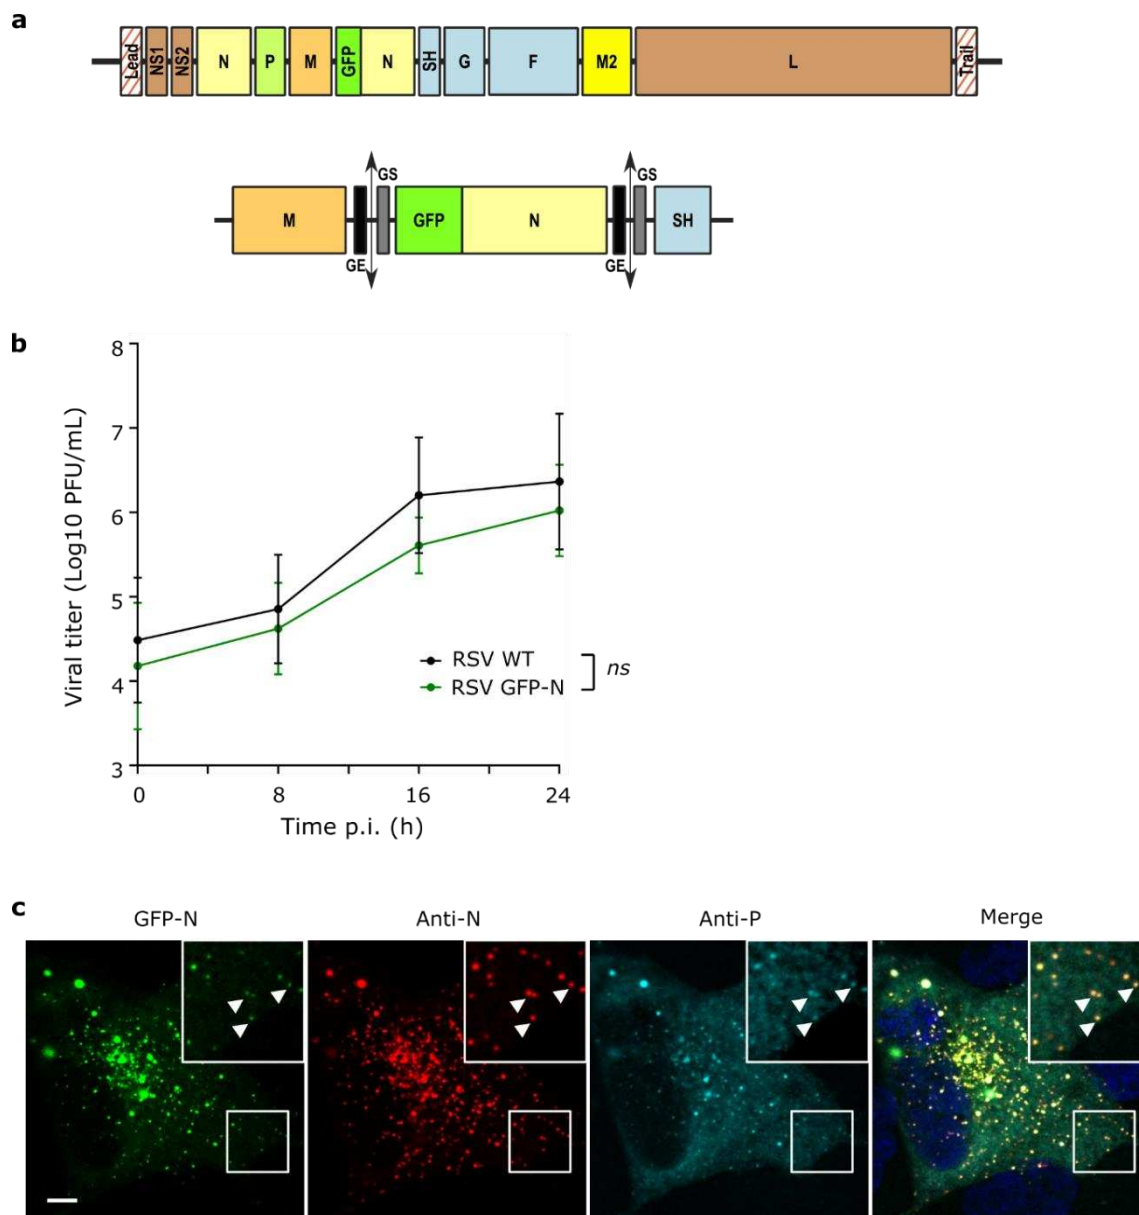 a
Lead NS1 NS2 N P M GFP N SH G F M2 L Trail
GS GS
M GFP N SH
GE GE
b
8
7
6
5
4
3
Viral titer (Log10 PFU/mL)
RSV WT
RSV GFP-N
ns
0 8 16 24
Time p.i. (h)
c
GFP-N Anti-N Anti-P Merge